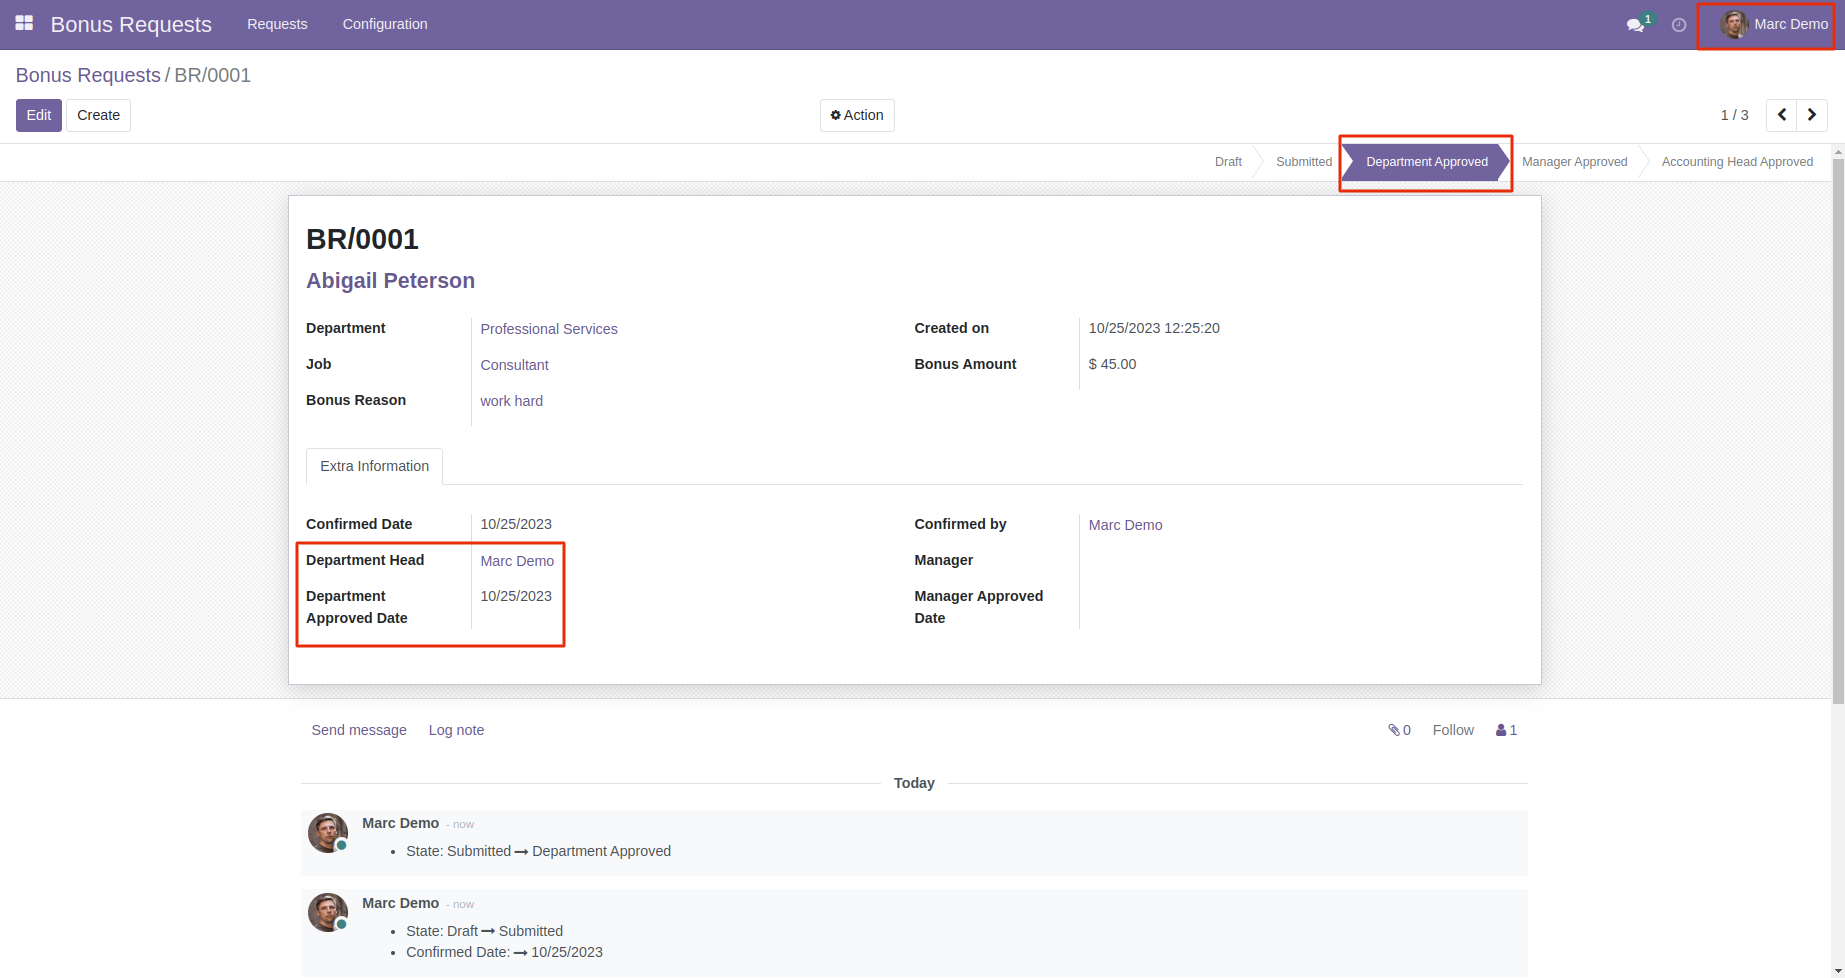 Bonus Requests Requests Configuration 1 Marc Demo
Bonus Requests / BR/0001
Edit Create Action 1 / 3
Draft Submitted Department Approved Manager Approved Accounting Head Approved
BR/0001
Abigail Peterson
Department Professional Services Created on 10/25/2023 12:25:20
Job Consultant Bonus Amount $ 45.00
Bonus Reason work hard
Extra Information
Confirmed Date 10/25/2023 Confirmed by Marc Demo
Department Head Marc Demo Manager
Department 10/25/2023 Manager Approved
Approved Date Date
Send message Log note 0 Follow 1
Today
Marc Demo - now
• State: Submitted → Department Approved
Marc Demo - now
• State: Draft → Submitted
• Confirmed Date: → 10/25/2023